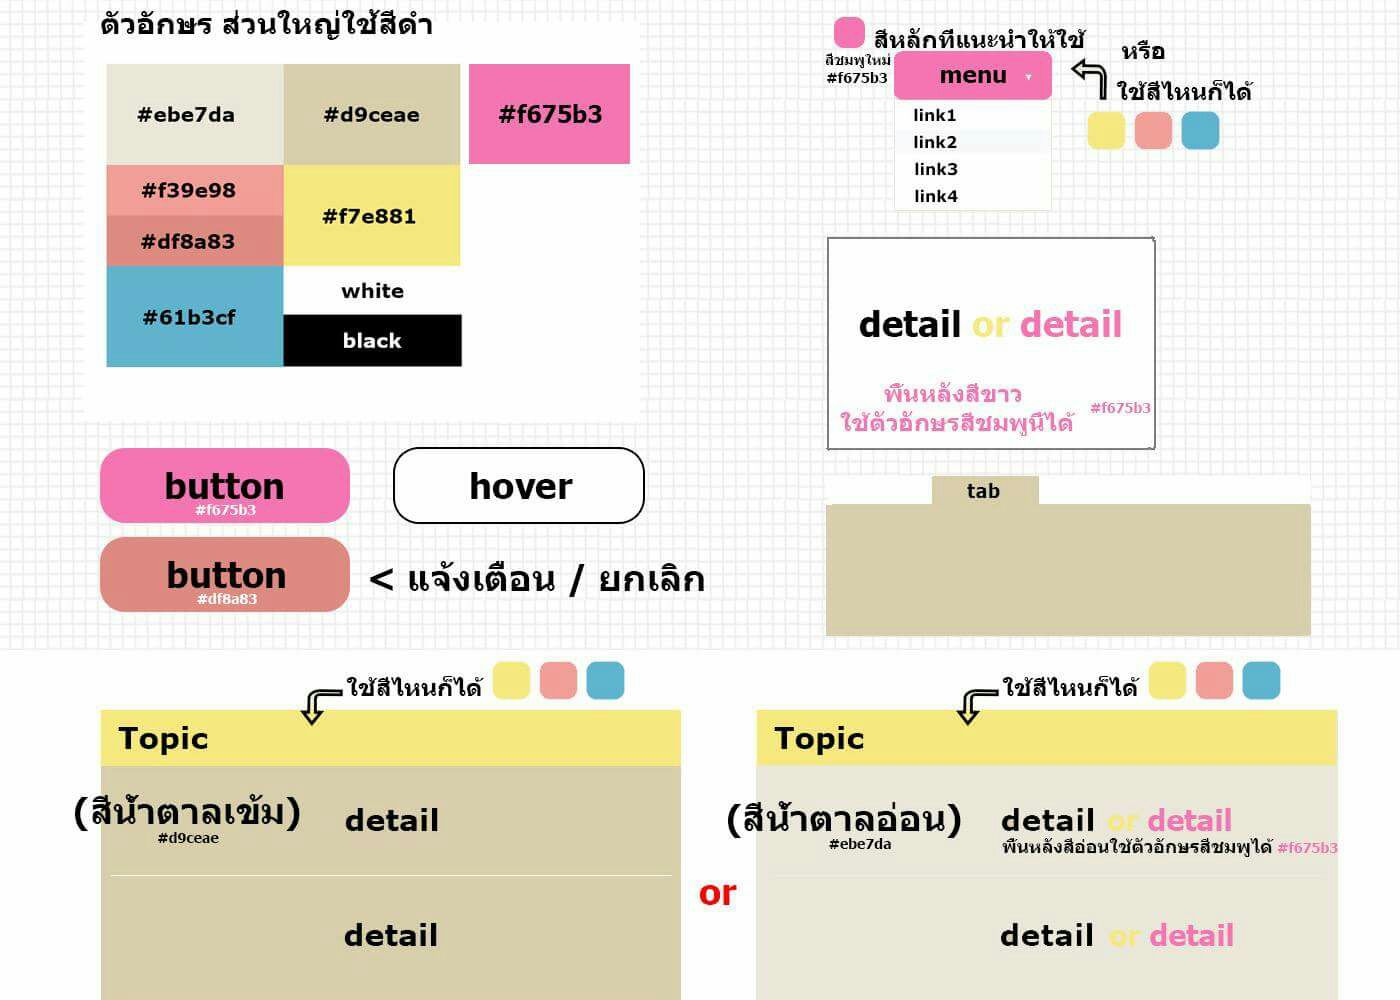 ตัวอักษร ส่วนใหญ่ใช้สีดำ
#ebe7da
#d9ceae
#f675b3
#f39e98
#f7e881
#df8a83
#61b3cf
white
black
สีหลักที่แนะนำให้ใช้
สีชมพูใหม่
#f675b3
menu
link1
link2
link3
link4
หรือ
ใช้สีไหนก็ได้
detail or detail
พื้นหลังสีขาว
ใช้ตัวอักษรสีชมพูนี้ได้
#f675b3
button
#f675b3
hover
button
#df8a83
< แจ้งเตือน / ยกเลิก
tab
ใช้สีไหนก็ได้
Topic
(สีน้ำตาลเข้ม)
#d9ceae
detail
detail
or
ใช้สีไหนก็ได้
Topic
(สีน้ำตาลอ่อน)
#ebe7da
detail or detail
พื้นหลังสีอ่อนใช้ตัวอักษรสีชมพูได้ #f675b3
detail or detail